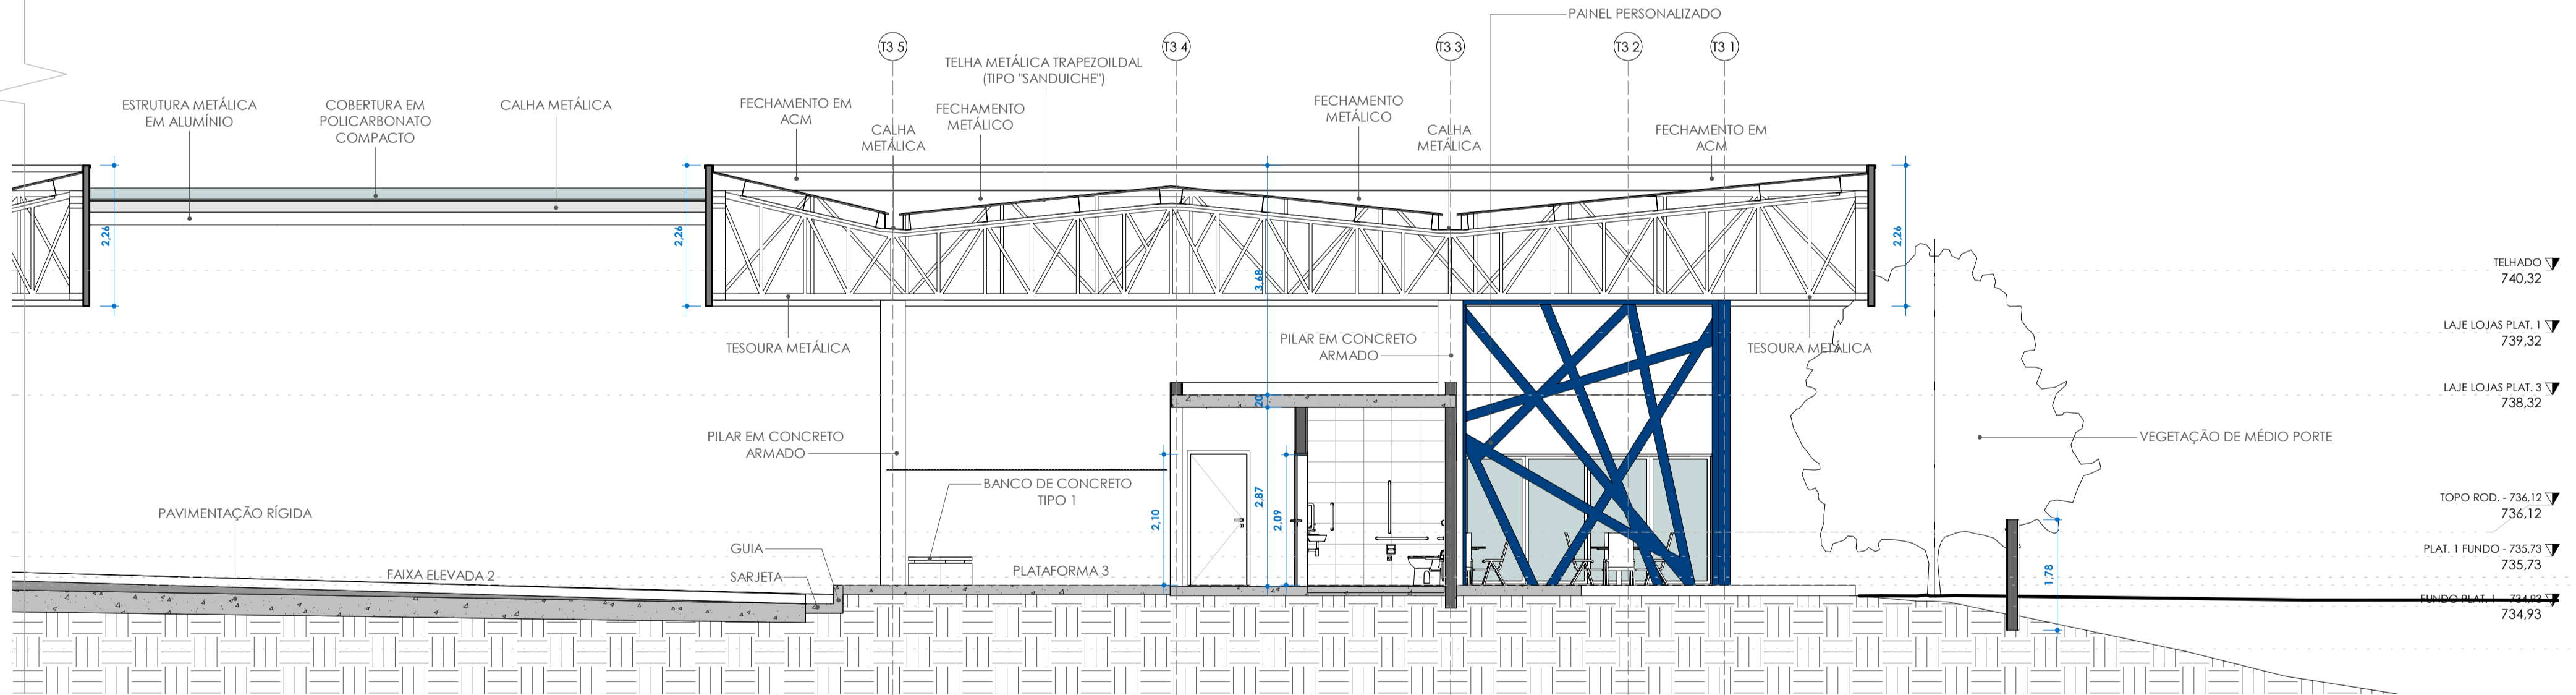 PAINEL PERSONALIZADO
T3 5
T3 4
T3 3
T3 2
T3 1
TELHA METÁLICA TRAPEZOILDAL
(TIPO "SANDUICHE")
ESTRUTURA METÁLICA
EM ALUMÍNIO
COBERTURA EM
POLICARBONATO
COMPACTO
CALHA METÁLICA
FECHAMENTO EM
ACM
CALHA
METÁLICA
FECHAMENTO
METÁLICO
FECHAMENTO
METÁLICO
CALHA
METÁLICA
FECHAMENTO EM
ACM
2,26
2,26
3,68
2,26
TELHADO
740,32
LAJE LOJAS PLAT. 1
739,32
TESOURA METÁLICA
PILAR EM CONCRETO
ARMADO
TESOURA METÁLICA
LAJE LOJAS PLAT. 3
738,32
20
PILAR EM CONCRETO
ARMADO
VEGETAÇÃO DE MÉDIO PORTE
BANCO DE CONCRETO
TIPO 1
2,10
2,87
2,09
TOPO ROD. - 736,12
736,12
PAVIMENTAÇÃO RÍGIDA
GUIA
SARJETA
FAIXA ELEVADA 2
PLATAFORMA 3
PLAT. 1 FUNDO - 735,73
735,73
1,78
FUNDO PLAT. 1 - 734,93
734,93